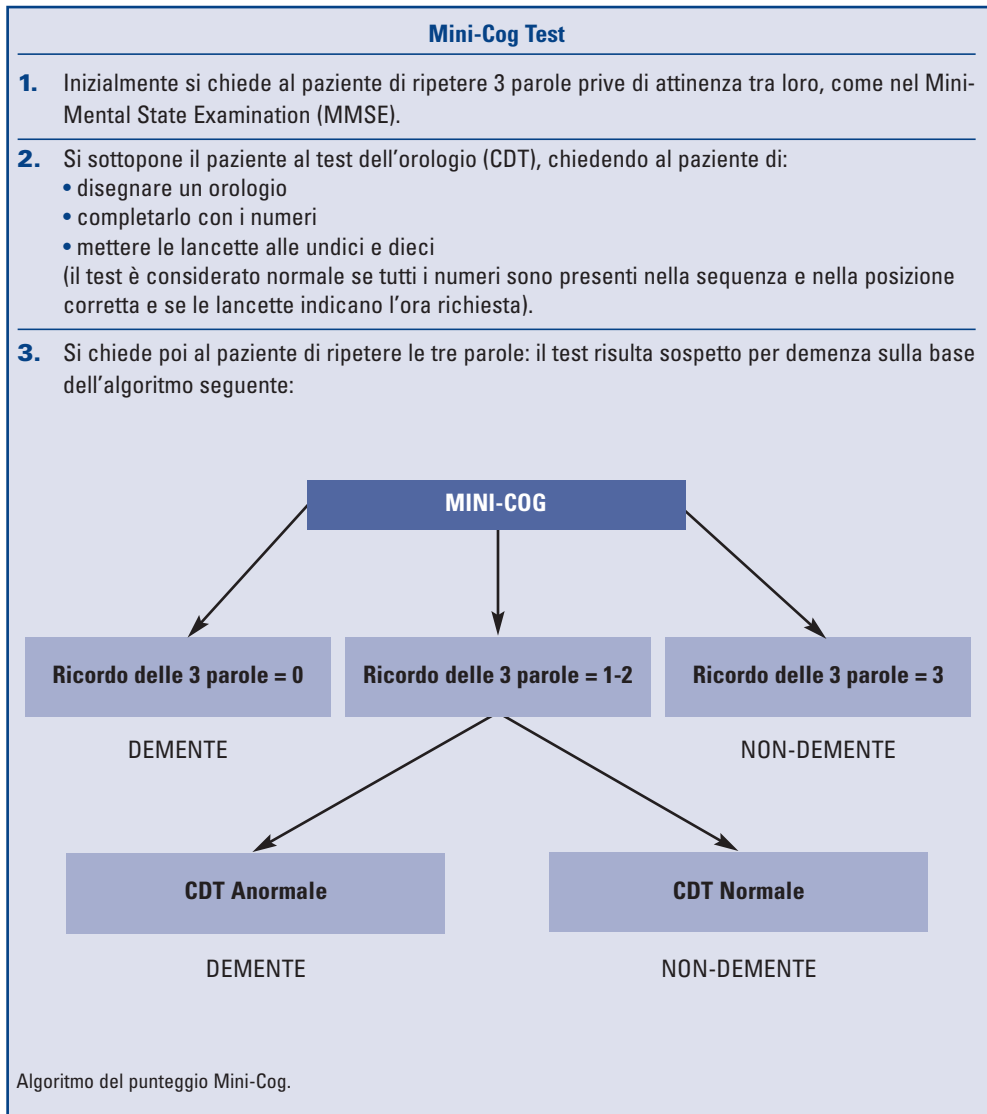 Mini-Cog Test
1. Inizialmente si chiede al paziente di ripetere 3 parole prive di attinenza tra loro, come nel Mini-
Mental State Examination (MMSE).
2. Si sottopone il paziente al test dell'orologio (CDT), chiedendo al paziente di:
• disegnare un orologio
• completarlo con i numeri
• mettere le lancette alle undici e dieci
(il test è considerato normale se tutti i numeri sono presenti nella sequenza e nella posizione
corretta e se le lancette indicano l'ora richiesta).
3. Si chiede poi al paziente di ripetere le tre parole: il test risulta sospetto per demenza sulla base
dell'algoritmo seguente:
MINI-COG
Ricordo delle 3 parole = 0
Ricordo delle 3 parole = 1-2
Ricordo delle 3 parole = 3
DEMENTE
NON-DEMENTE
CDT Anormale
CDT Normale
DEMENTE
NON-DEMENTE
Algoritmo del punteggio Mini-Cog.